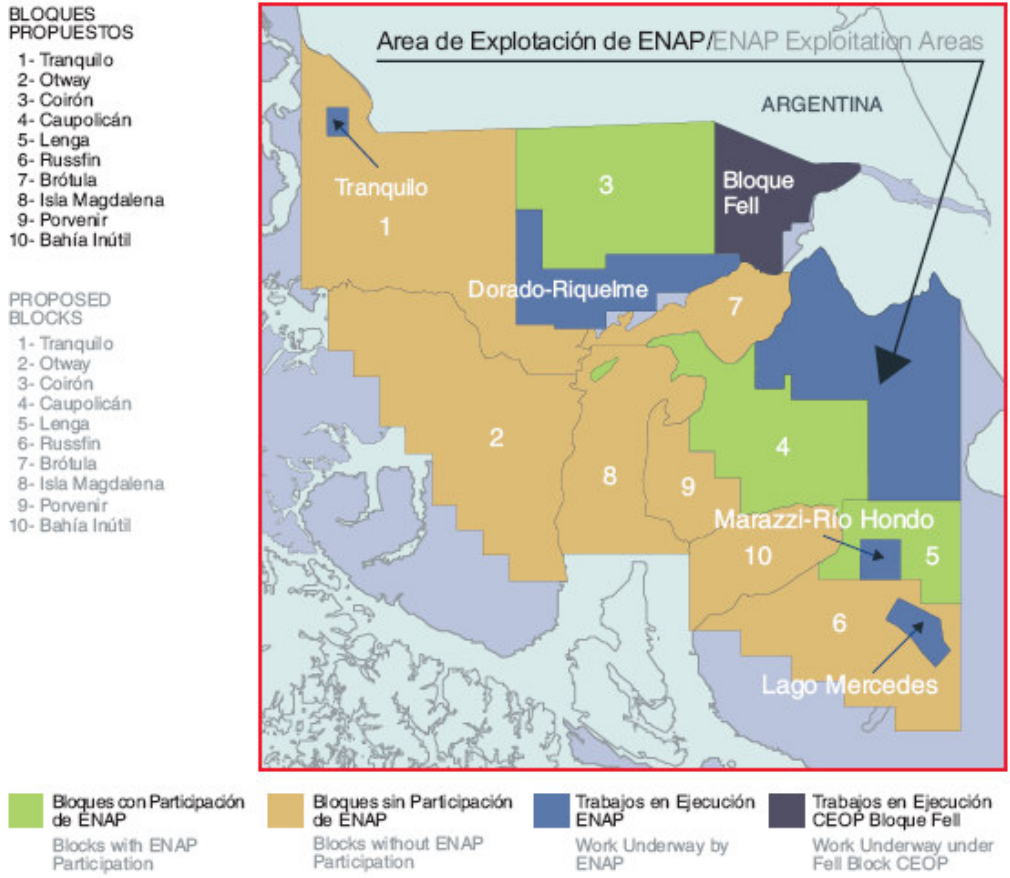 BLOQUES
PROPUESTOS
1- Tranquilo
2- Otway
3- Coirón
4- Caupolicán
5- Lenga
6- Russfin
7- Brótula
8- Isla Magdalena
9- Porvenir
10- Bahía Inútil
PROPOSED
BLOCKS
1- Tranquilo
2- Otway
3- Coirón
4- Caupolicán
5- Lenga
6- Russfin
7- Brótula
8- Isla Magdalena
9- Porvenir
10- Bahía Inútil
Area de Explotación de ENAP/ENAP Exploitation Areas
ARGENTINA
Tranquilo
1
3
Bloque
Fell
Dorado-Riquelme
7
2
8
9
4
Marazzi-Río Hondo
10
5
6
Lago Mercedes
Bloques con Participación
de ENAP
Blocks with ENAP
Participation
Bloques sin Participación
de ENAP
Blocks without ENAP
Participation
Trabajos en Ejecución
ENAP
Work Underway by
ENAP
Trabajos en Ejecución
CEOP Bloque Fell
Work Underway under
Fell Block CEOP